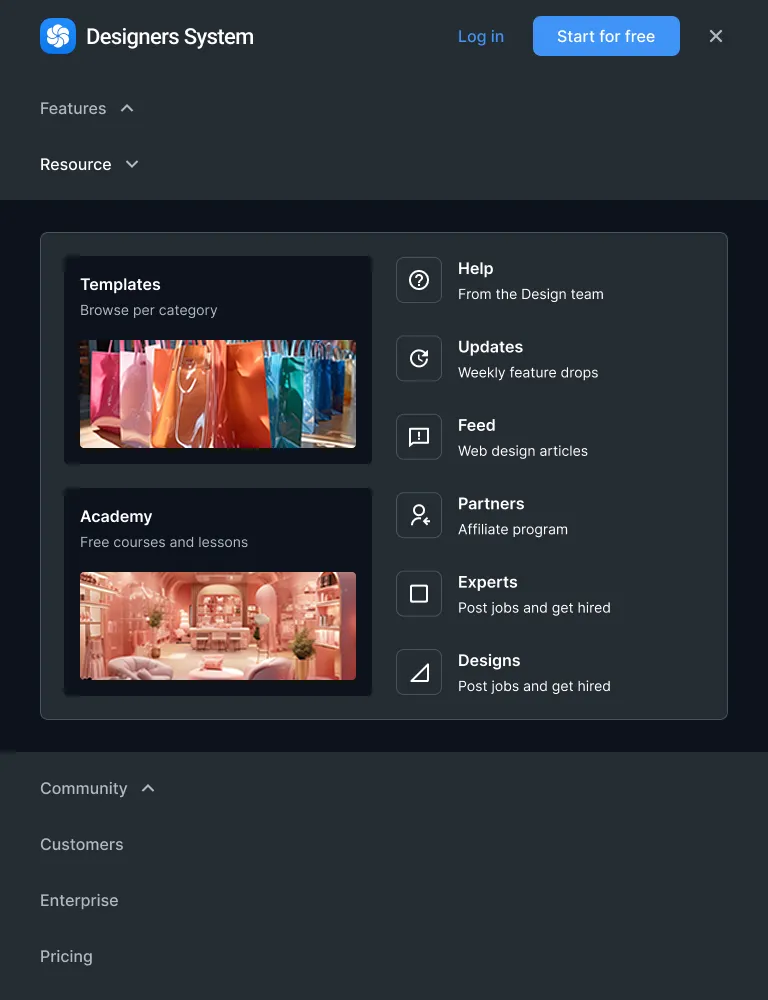 Designers System
Log in
Start for free
Features
Resource
Templates
Browse per category
Academy
Free courses and lessons
Help
From the Design team
Updates
Weekly feature drops
Feed
Web design articles
Partners
Affiliate program
Experts
Post jobs and get hired
Designs
Post jobs and get hired
Community
Customers
Enterprise
Pricing